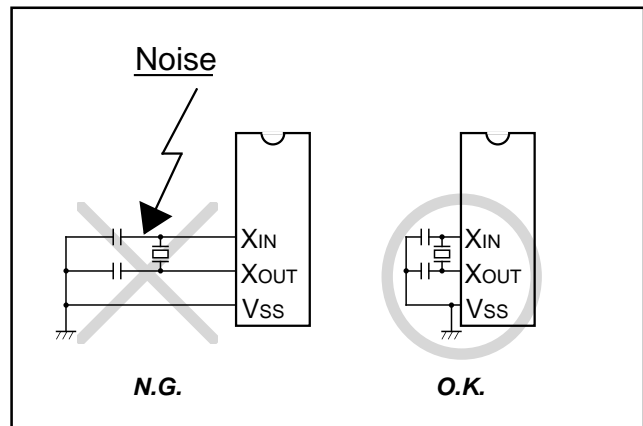 Noise
XIN
XOUT
VSS
N.G.
XIN
XOUT
VSS
O.K.